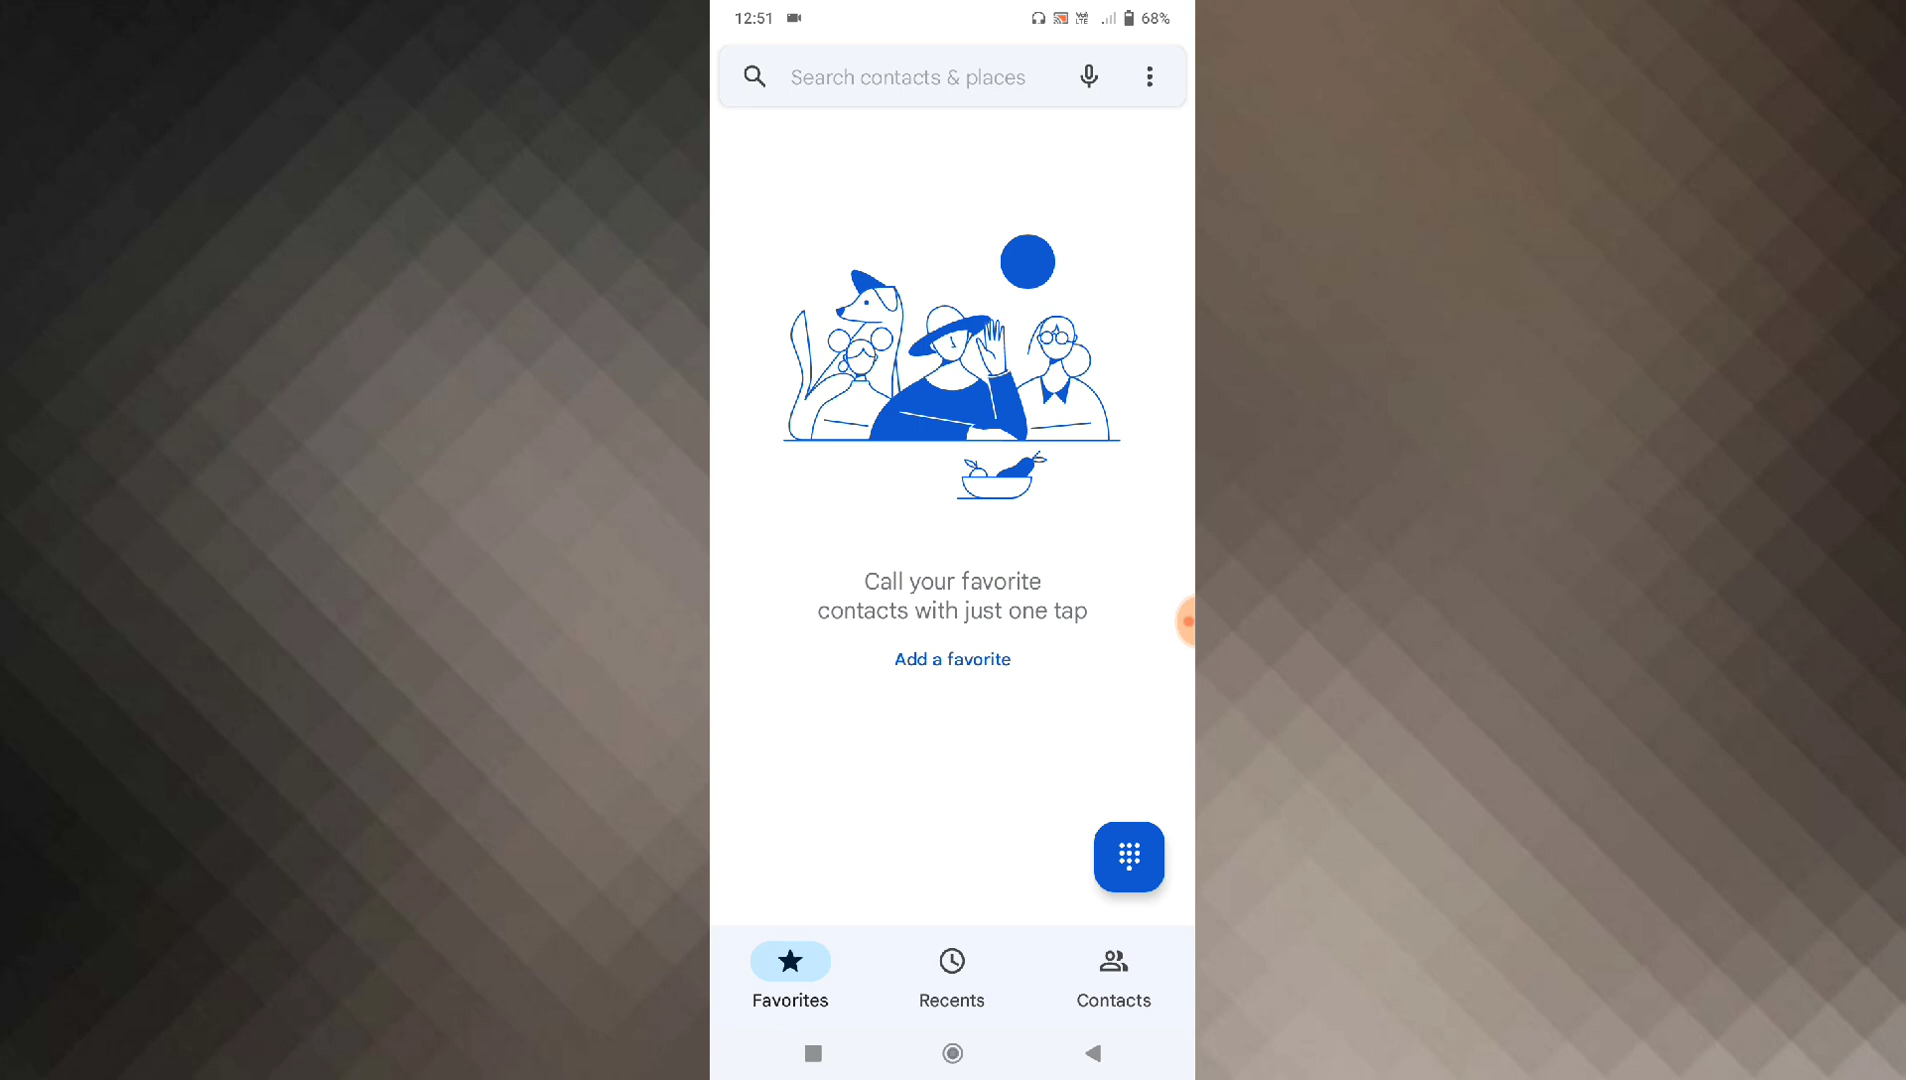 12:51
68%
Search contacts & places
Call your favorite
contacts with just one tap
Add a favorite
Favorites
Recents
Contacts